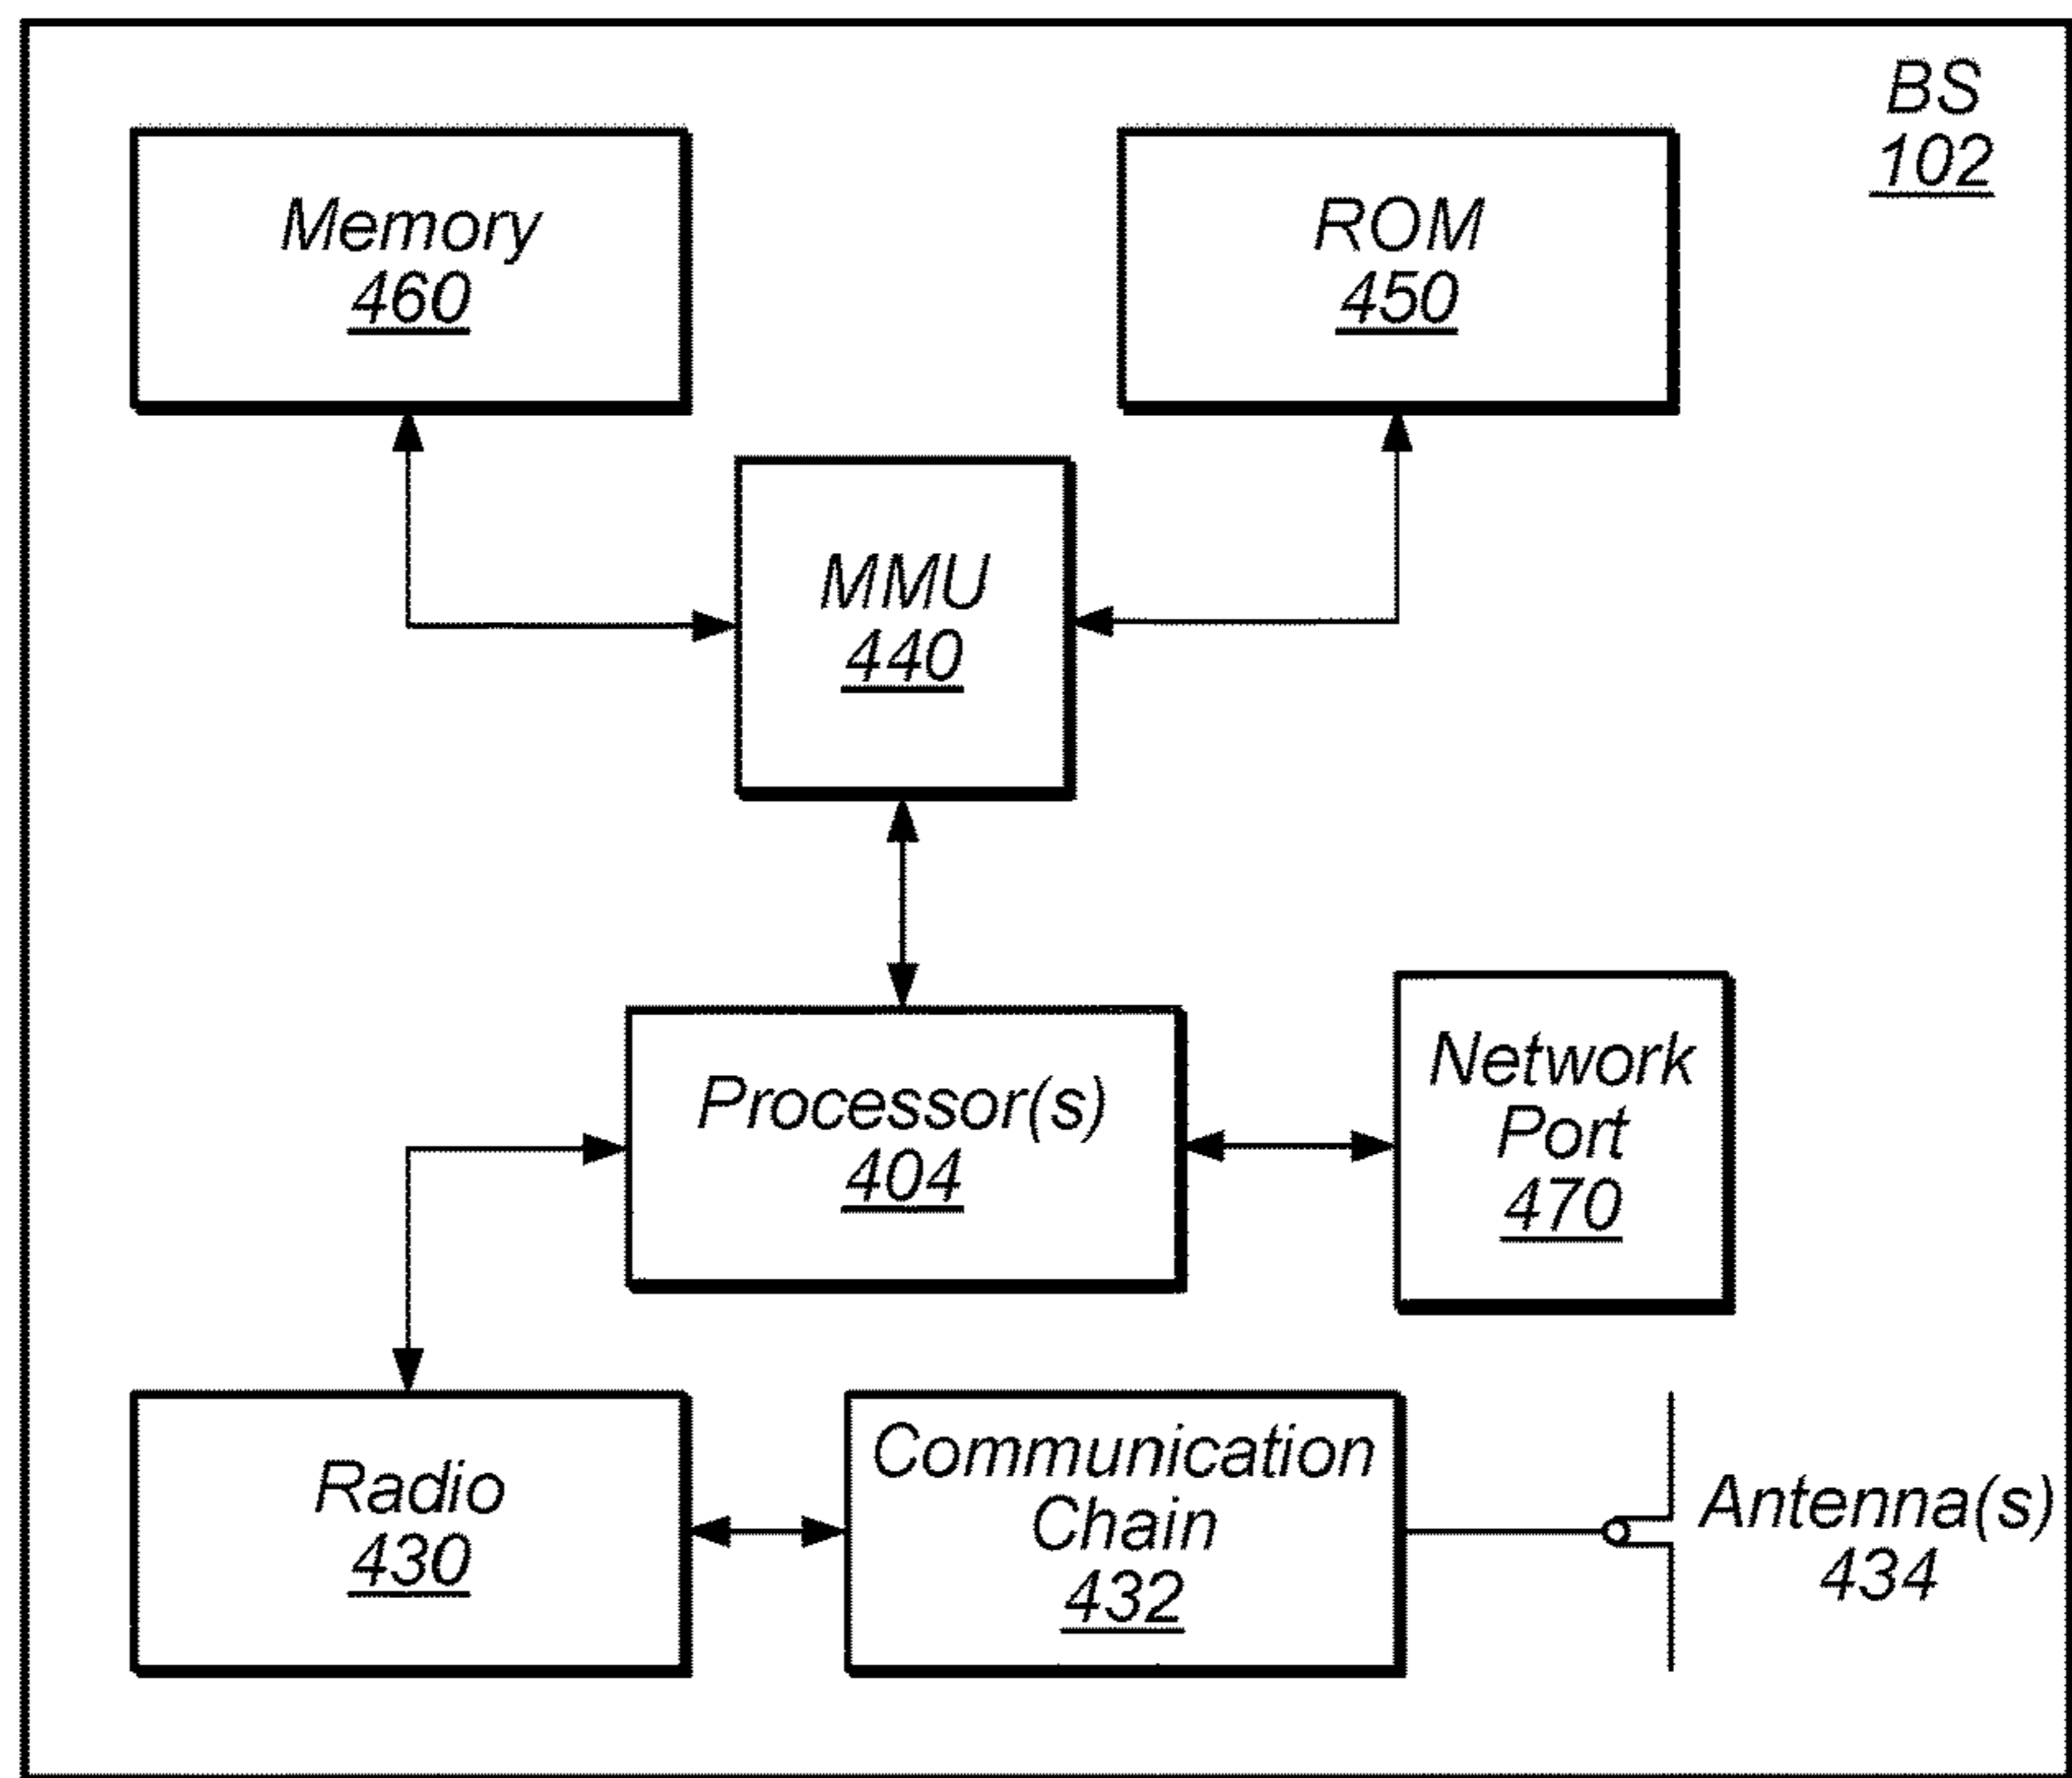 BS
102
Memory
460
ROM
450
MMU
440
Processor(s)
404
Network
Port
470
Radio
430
Communication
Chain
432
Antenna(s)
434